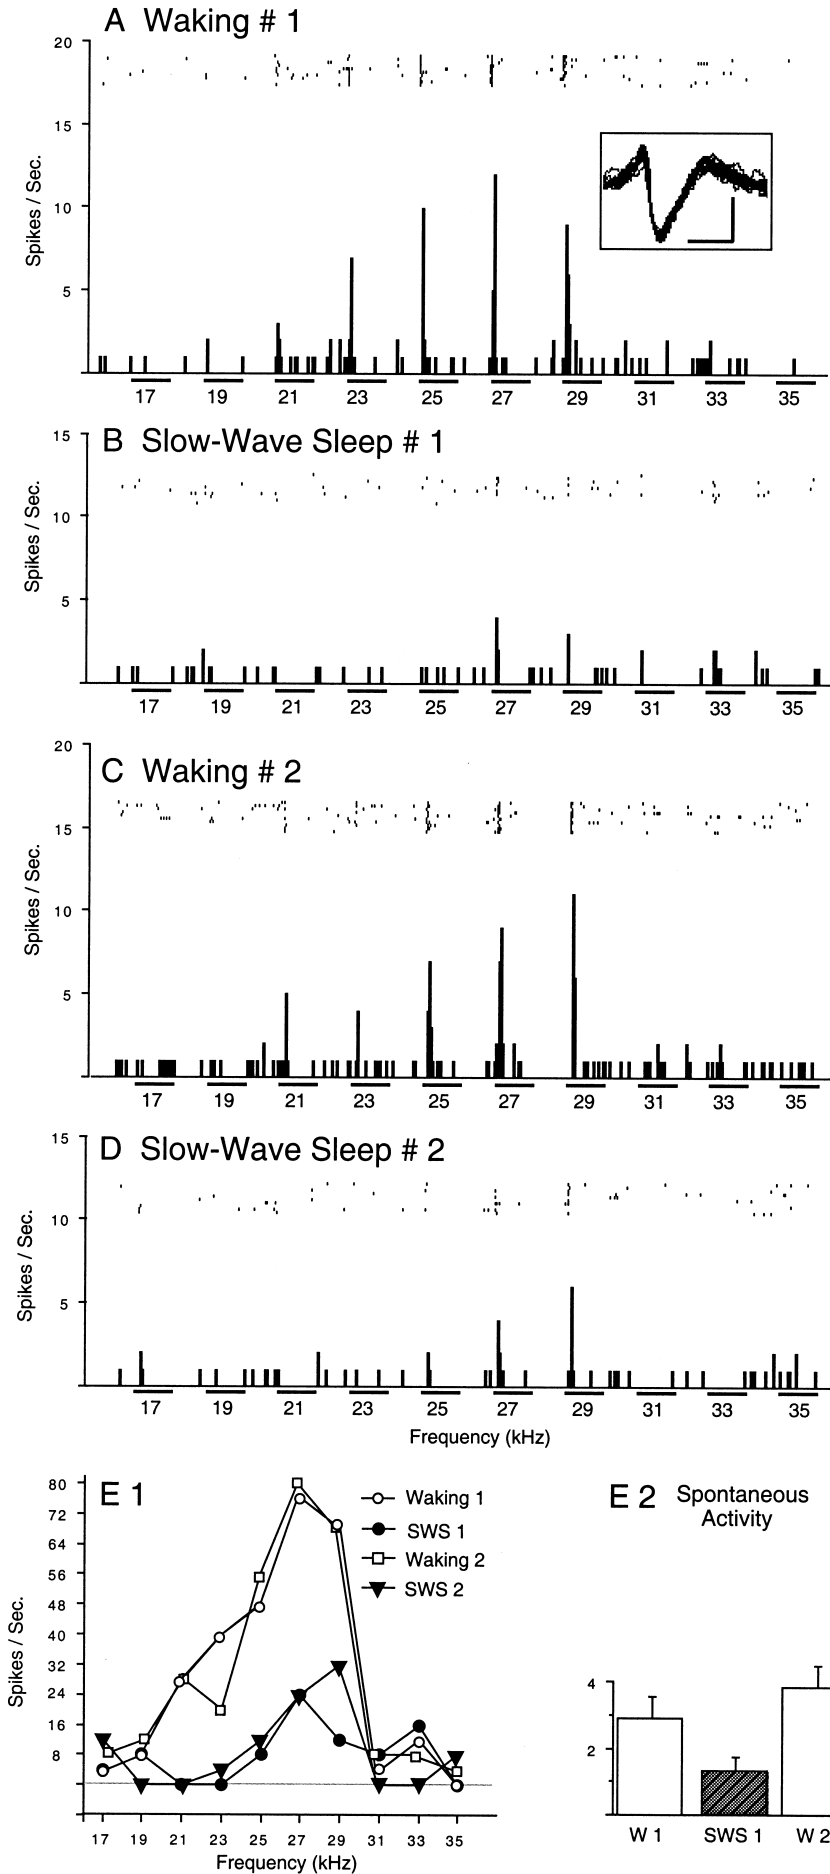 A Waking # 1
20
15
10
5
Spikes / Sec.
17 19 21 23 25 27 29 31 33 35
B Slow-Wave Sleep # 1
15
10
5
Spikes / Sec.
17 19 21 23 25 27 29 31 33 35
C Waking # 2
20
15
10
5
Spikes / Sec.
17 19 21 23 25 27 29 31 33 35
D Slow-Wave Sleep # 2
15
10
5
Spikes / Sec.
17 19 21 23 25 27 29 31 33 35
Frequency (kHz)
E 1
80
72
64
56
48
40
32
24
16
8
Spikes / Sec.
Waking 1
SWS 1
Waking 2
SWS 2
17 19 21 23 25 27 29 31 33 35
Frequency (kHz)
E 2 Spontaneous
Activity
4
2
W 1 SWS 1 W 2